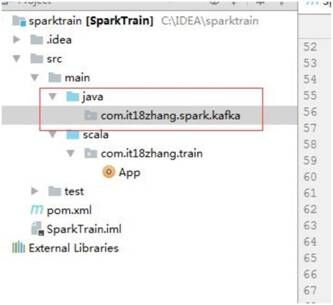 sparktrain [SparkTrain] C:\IDEA\sparktrain
.idea
src
main
java
com.it18zhang.spark.kafka
scala
com.it18zhang.train
App
test
pom.xml
SparkTrain.iml
External Libraries
52
53
54
55
56
57
58
59
60
61
62
63
64
65
66
67